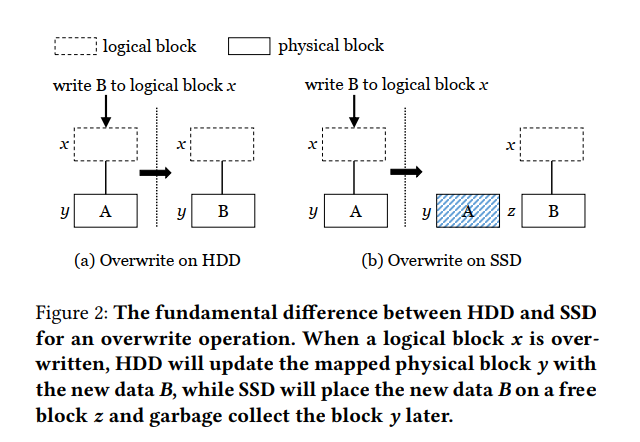 logical block physical block
write B to logical block x write B to logical block x
x x x x
y A y B y A y A z B
(a) Overwrite on HDD (b) Overwrite on SSD
Figure 2: The fundamental difference between HDD and SSD
for an overwrite operation. When a logical block x is over-
written, HDD will update the mapped physical block y with
the new data B, while SSD will place the new data B on a free
block z and garbage collect the block y later.